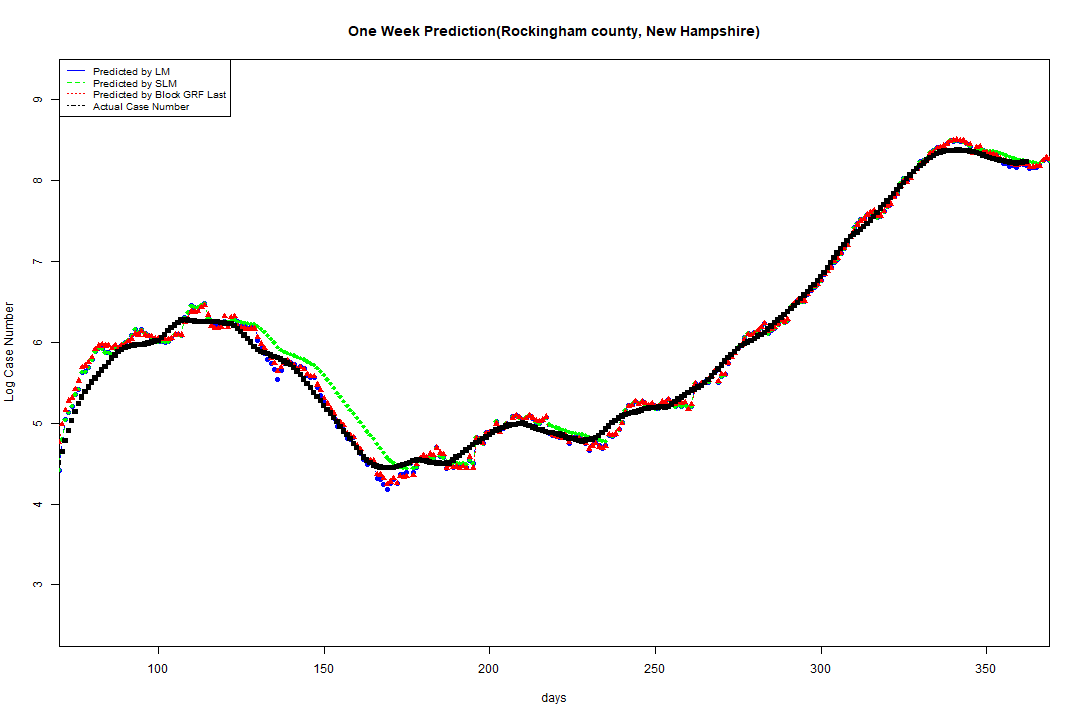 One Week Prediction(Rockingham county, New Hampshire)
Predicted by LM
Predicted by SLM
Predicted by Block GRF Last
Actual Case Number
9
8
7
6
5
4
3
Log Case Number
100 150 200 250 300 350
days